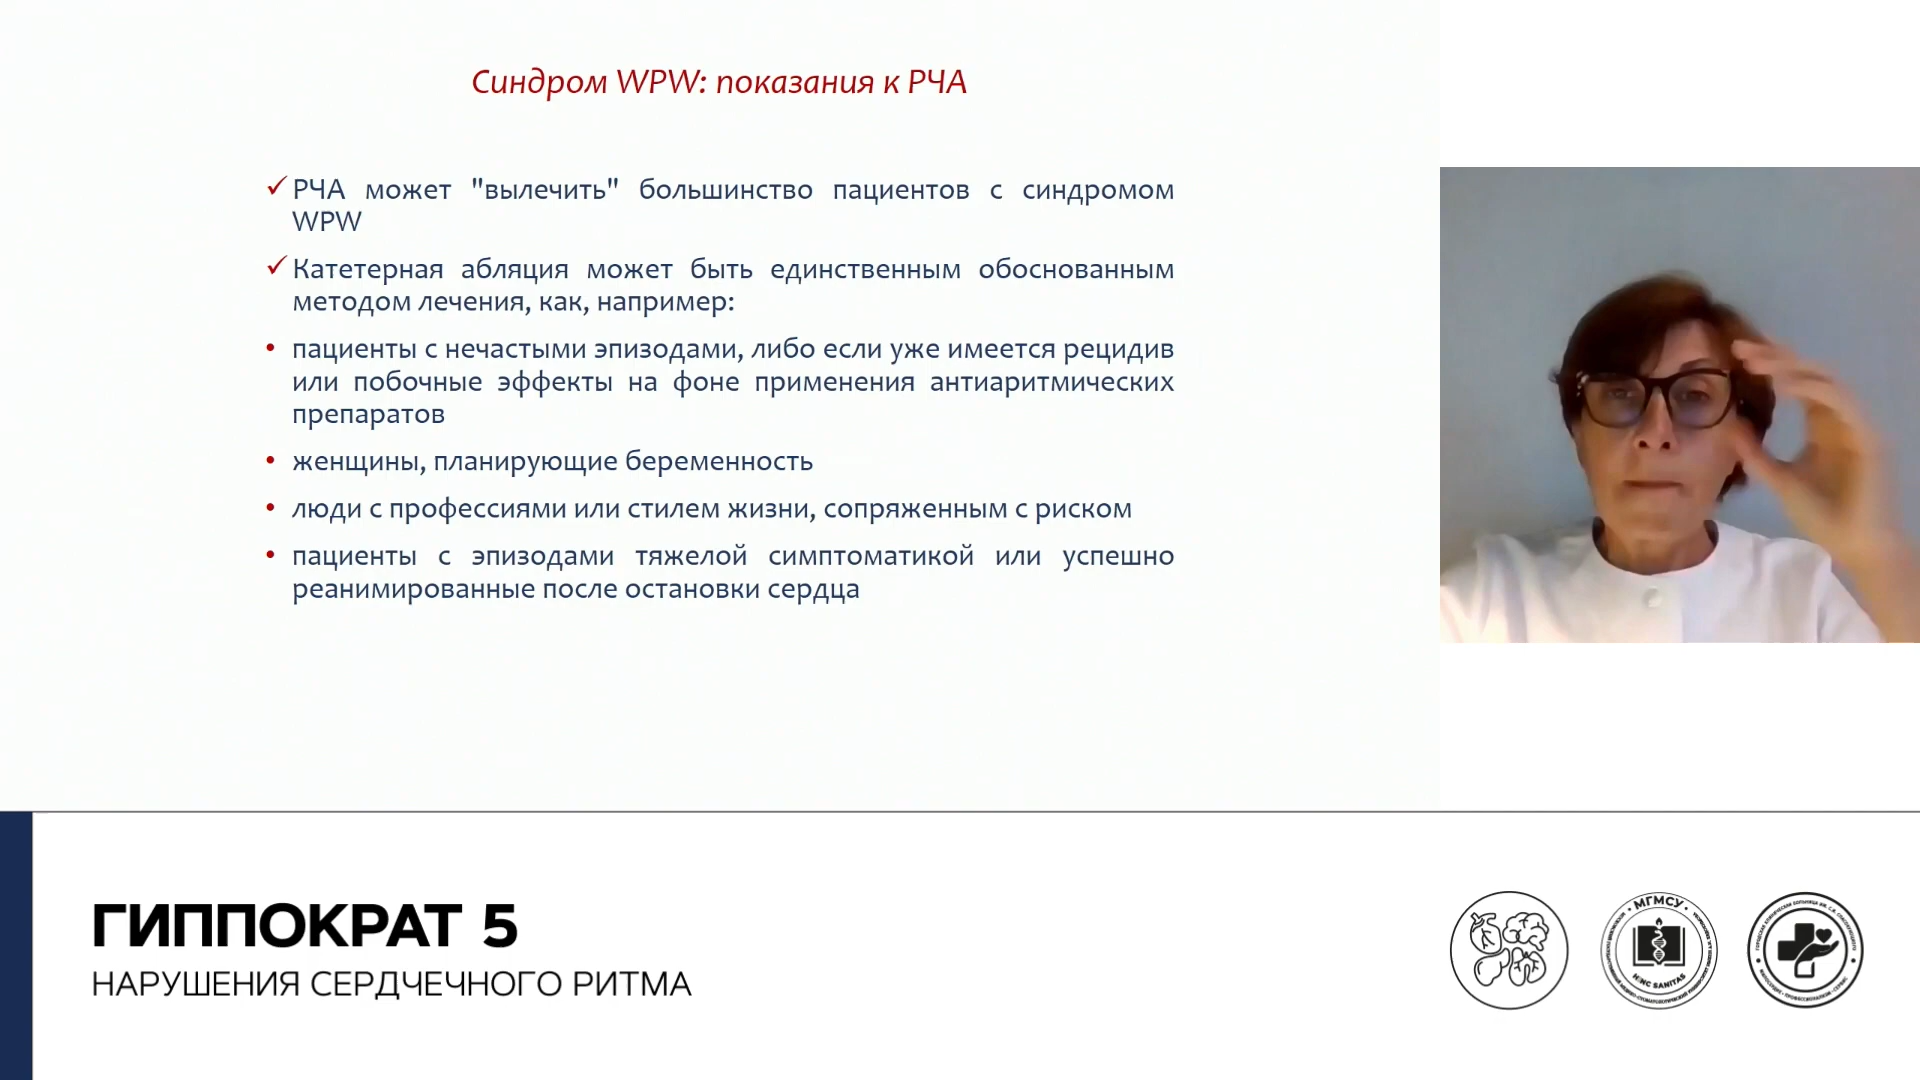 Синдром WPW: показания к РЧА
РЧА может "вылечить" большинство пациентов с синдромом
WPW
Катетерная абляция может быть единственным обоснованным
методом лечения, как, например:
пациенты с нечастыми эпизодами, либо если уже имеется рецидив
или побочные эффекты на фоне применения антиаритмических
препаратов
женщины, планирующие беременность
люди с профессиями или стилем жизни, сопряженным с риском
пациенты с эпизодами тяжелой симптоматикой или успешно
реанимированные после остановки сердца
ГИППОКРАТ 5
НАРУШЕНИЯ СЕРДЧЕЧНОГО РИТМА
МГМСУ